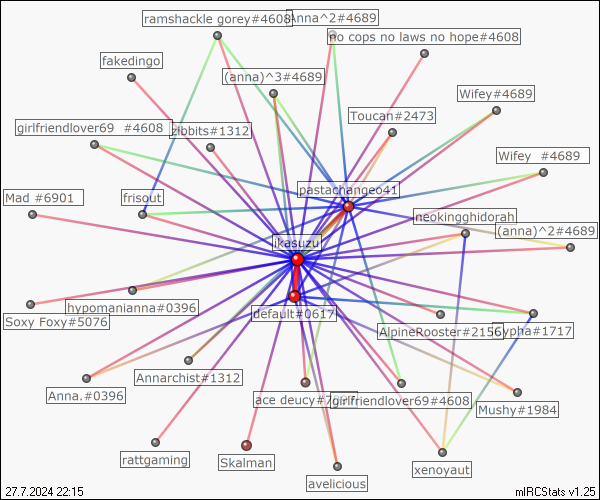 ramshackle gorey#4608
Anna^2#4689
no cops no laws no hope#4608
fakedingo
(anna)^3#4689
Wifey#4689
Toucan#2473
girlfriendlover69 #4608
zibbits#1312
Wifey #4689
pastachangeo41
Mad #6901
frisout
neokingghidorah
(anna)^2#4689
ikasuzu
hypomanianna#0396
Soxy Foxy#5076
default#0617
AlpineRooster#2156
Cypha#1717
Annarchist#1312
Anna.#0396
ace deucy
girlfriendlover69#4608
Mushy#1984
rattgaming
Skalman
xenoyaut
avelicious
27.7.2024 22:15
mIRCStats v1.25